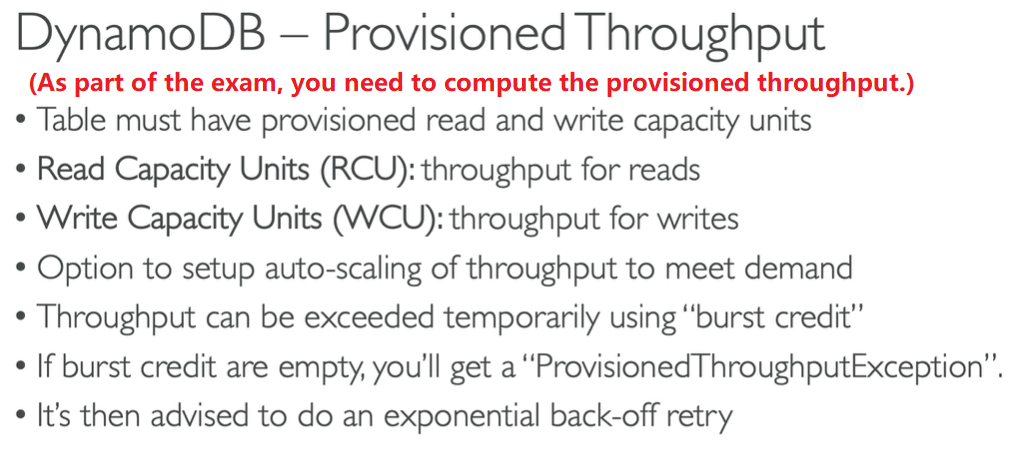 DynamoDB – Provisioned Throughput
(As part of the exam, you need to compute the provisioned throughput.)
• Table must have provisioned read and write capacity units
• Read Capacity Units (RCU): throughput for reads
• Write Capacity Units (WCU): throughput for writes
• Option to setup auto-scaling of throughput to meet demand
• Throughput can be exceeded temporarily using “burst credit”
• If burst credit are empty, you’ll get a “ProvisionedThroughputException”.
• It’s then advised to do an exponential back-off retry